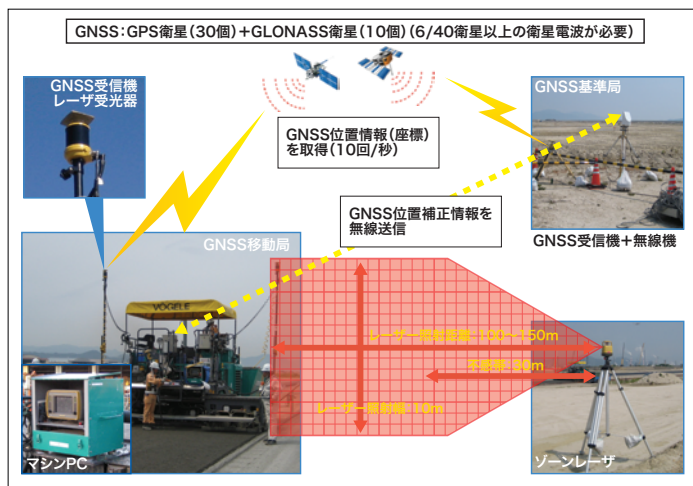 GNSS:GPS衛星(30個)+GLONASS衛星(10個)(6/40衛星以上の衛星電波が必要)
GNSS受信機
レーザ受光器
GNSS基準局
GNSS位置情報(座標)
を取得(10回/秒)
GNSS位置補正情報を
無線送信
GNSS受信機+無線機
GNSS移動局
VÖGELE
レーザー照射距離:100~150m
不感帯:30m
レーザー照射幅:10m
マシンPC
ゾーンレーザ